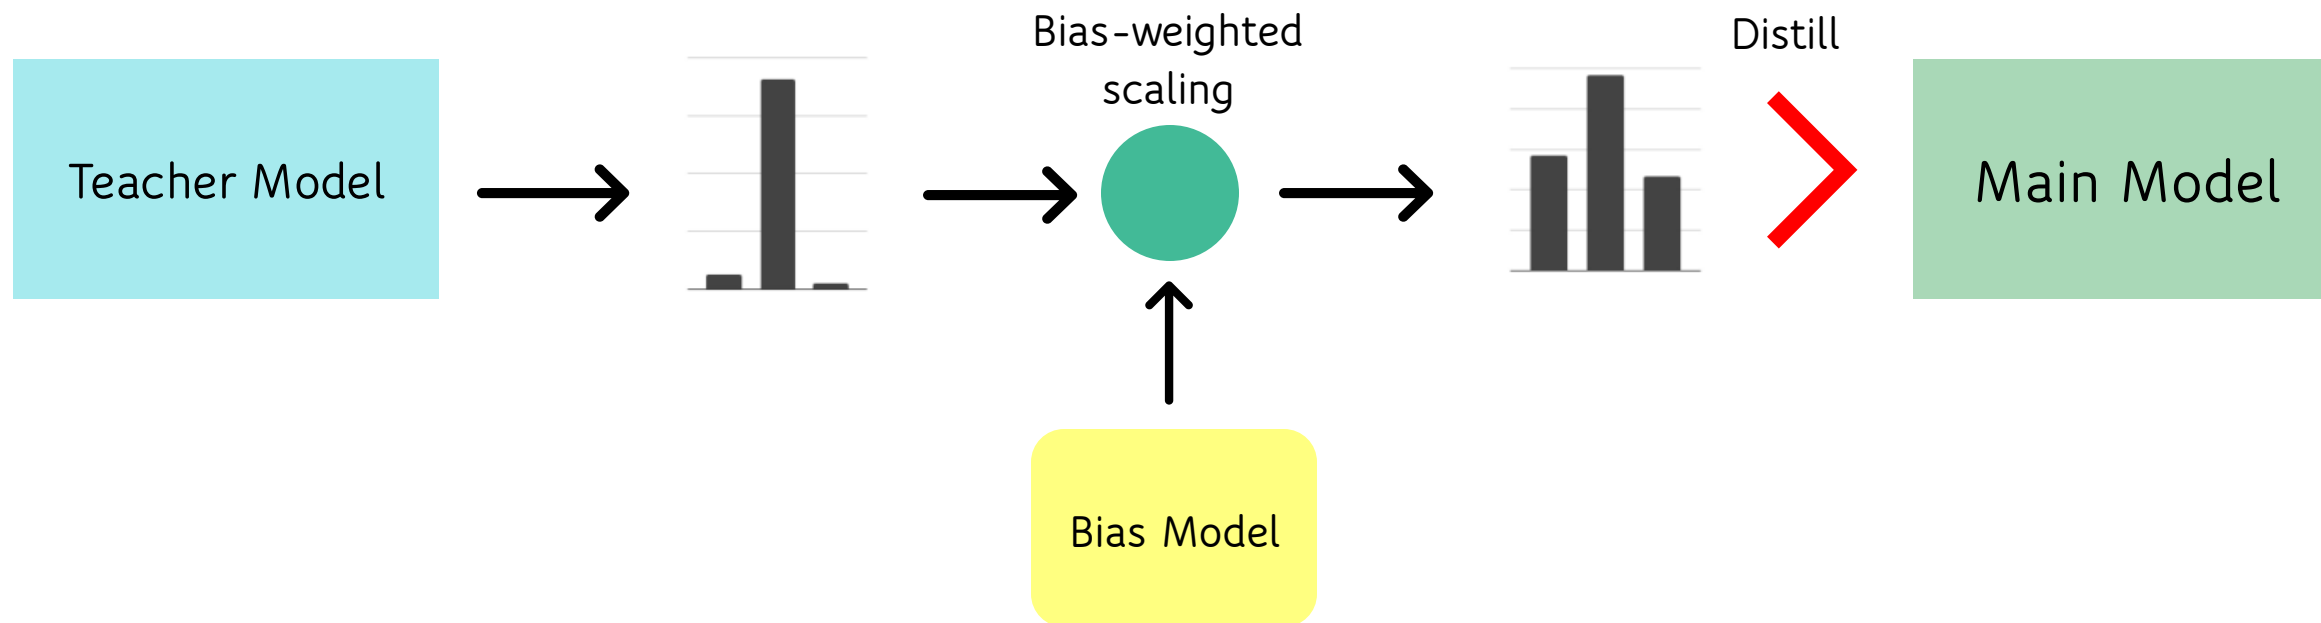 Teacher Model
Bias-weighted
scaling
Distill
Main Model
Bias Model